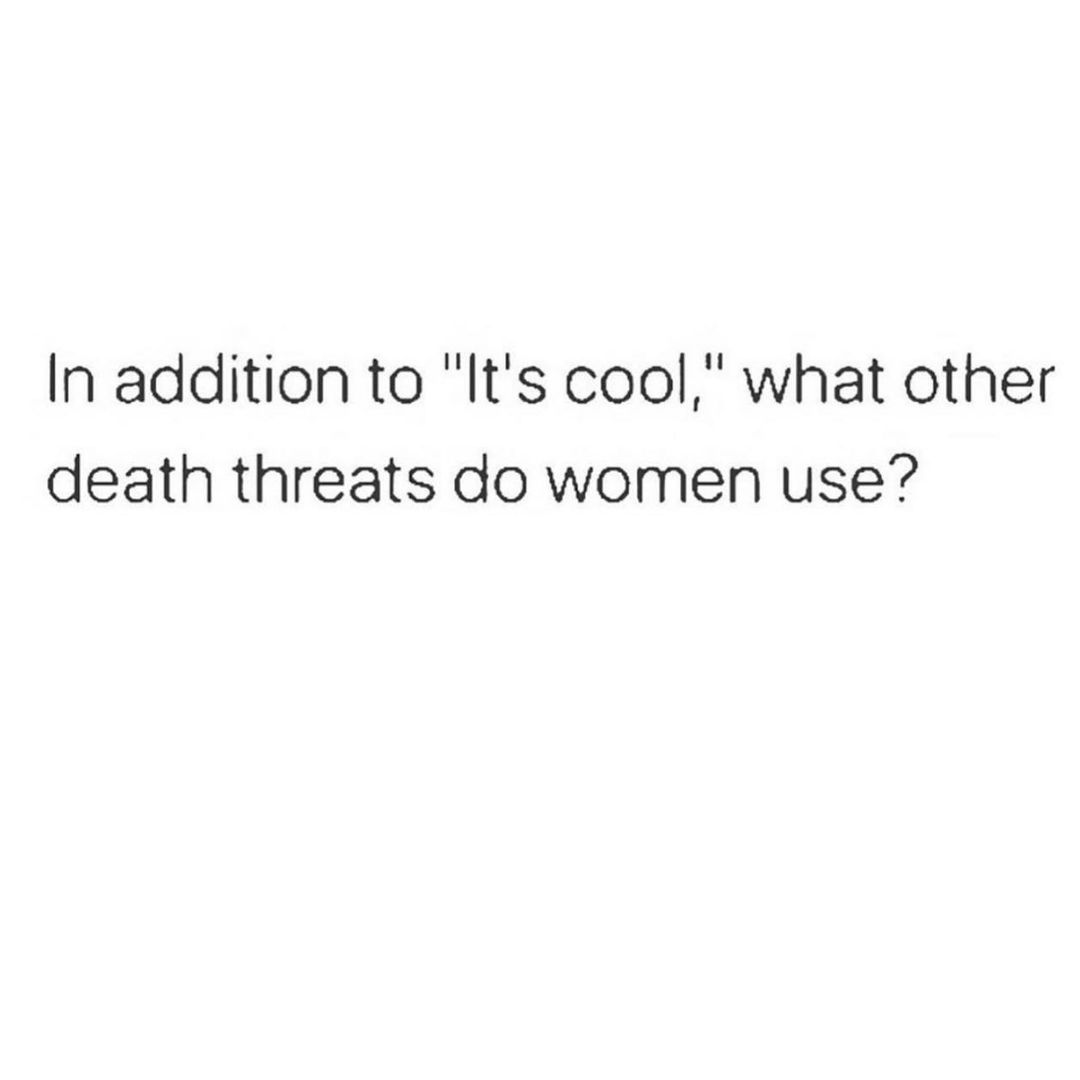 In addition to "It's cool," what other
death threats do women use?